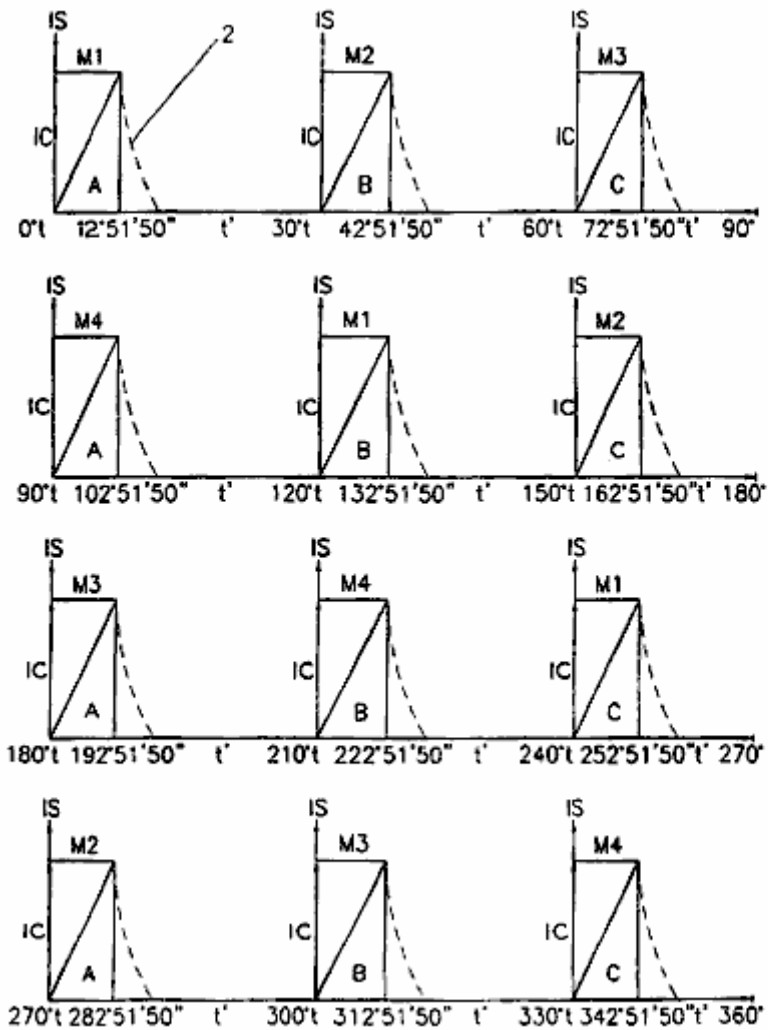 IS IS IS
M1 2 M2 M3
IC IC IC
A B C
0°t 12°51'50" t' 30°t 42°51'50" t' 60°t 72°51'50"t' 90°
IS IS IS
M4 M1 M2
IC IC IC
A B C
90°t 102°51'50" t' 120°t 132°51'50" t' 150°t 162°51'50"t' 180°
IS IS IS
M3 M4 M1
IC IC IC
A B C
180°t 192°51'50" t' 210°t 222°51'50" t' 240°t 252°51'50"t' 270°
IS IS IS
M2 M3 M4
IC IC IC
A B C
270°t 282°51'50" t' 300°t 312°51'50" t' 330°t 342°51'50"t' 360°